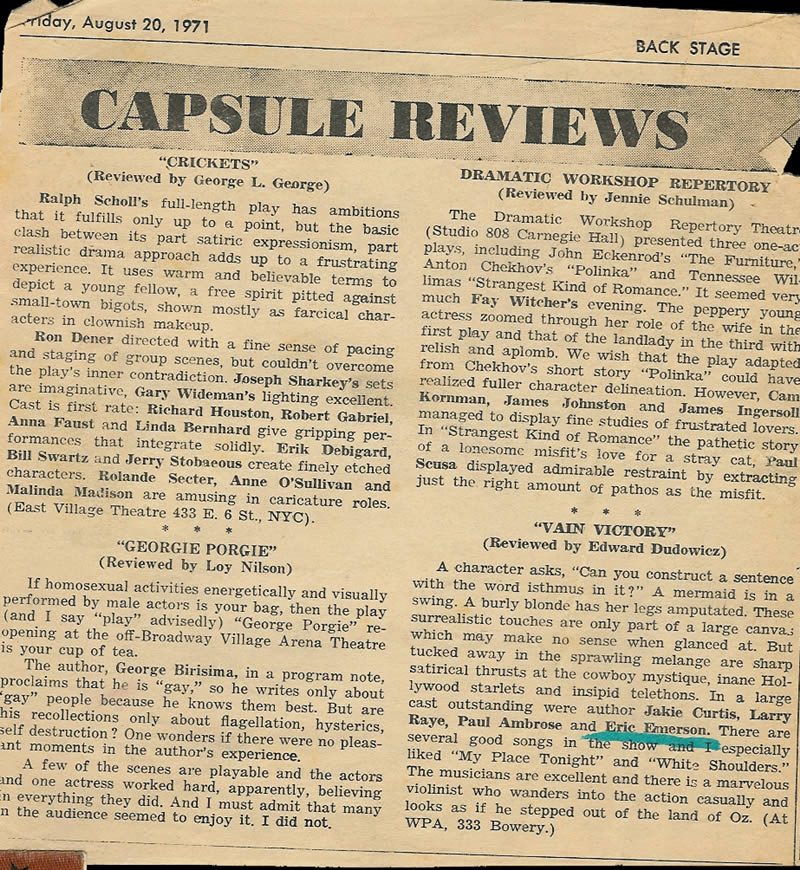 Friday, August 20, 1971
BACK STAGE
CAPSULE REVIEWS
"CRICKETS"
(Reviewed by George L. George)
Ralph Scholl's full-length play has ambitions
that it fulfills only up to a point, but the basic
clash between its part satiric expressionism, part
realistic drama approach adds up to a frustrating
experience. It uses warm and believable terms to
depict a young fellow, a free spirit pitted against
small-town bigots, shown mostly as farcical char-
acters in clownish makeup.
Ron Dener directed with a fine sense of pacing
and staging of group scenes, but couldn't overcome
the play's inner contradiction. Joseph Sharkey's sets
are imaginative, Gary Wideman's lighting excellent.
Cast is first rate: Richard Houston, Robert Gabriel,
Anna Faust and Linda Bernhard give gripping per-
formances that integrate solidly. Erik Debigard,
Bill Swartz and Jerry Stobaeous create finely etched
characters. Rolande Secter, Anne O'Sullivan and
Malinda Madison are amusing in caricature roles.
(East Village Theatre 433 E. 6 St., NYC).
* * *
"GEORGIE PORGIE"
(Reviewed by Loy Nilson)
If homosexual activities energetically and visually
performed by male actors is your bag, then the play
(and I say "play" advisedly) "George Porgie" re-
opening at the off-Broadway Village Arena Theatre
is your cup of tea.
The author, George Birisima, in a program note,
proclaims that he is "gay," so he writes only about
"gay" people because he knows them best. But are
his recollections only about flagellation, hysterics,
self destruction? One wonders if there were no pleas-
ant moments in the author's experience.
A few of the scenes are playable and the actors
and one actress worked hard, apparently, believing
in everything they did. And I must admit that many
in the audience seemed to enjoy it. I did not.
DRAMATIC WORKSHOP REPERTORY
(Reviewed by Jennie Schulman)
The Dramatic Workshop Repertory Theatre
(Studio 808 Carnegie Hall) presented three one-act
plays, including John Eckenrod's "The Furniture,"
Anton Chekhov's "Polinka" and Tennessee Wil-
limas "Strangest Kind of Romance." It seemed very
much Fay Witcher's evening. The peppery young
actress zoomed through her role of the wife in the
first play and that of the landlady in the third with
relish and aplomb. We wish that the play adapted
from Chekhov's short story "Polinka" could have
realized fuller character delineation. However, Cam
Kornman, James Johnston and James Ingersoll
managed to display fine studies of frustrated lovers.
In "Strangest Kind of Romance" the pathetic story
of a lonesome misfit's love for a stray cat, Paul
Scusa displayed admirable restraint by extracting
just the right amount of pathos as the misfit.
* * *
"VAIN VICTORY"
(Reviewed by Edward Dudowicz)
A character asks, "Can you construct a sentence
with the word isthmus in it?" A mermaid is in a
swing. A burly blonde has her legs amputated. These
surrealistic touches are only part of a large canvas
which may make no sense when glanced at. But
tucked away in the sprawling melange are sharp
satirical thrusts at the cowboy mystique, inane Hol-
lywood starlets and insipid telethons. In a large
cast outstanding were author Jakie Curtis, Larry
Raye, Paul Ambrose and Eric Emerson. There are
several good songs in the show and I especially
liked "My Place Tonight" and "White Shoulders."
The musicians are excellent and there is a marvelous
violinist who wanders into the action casually and
looks as if he stepped out of the land of Oz. (At
WPA, 333 Bowery.)